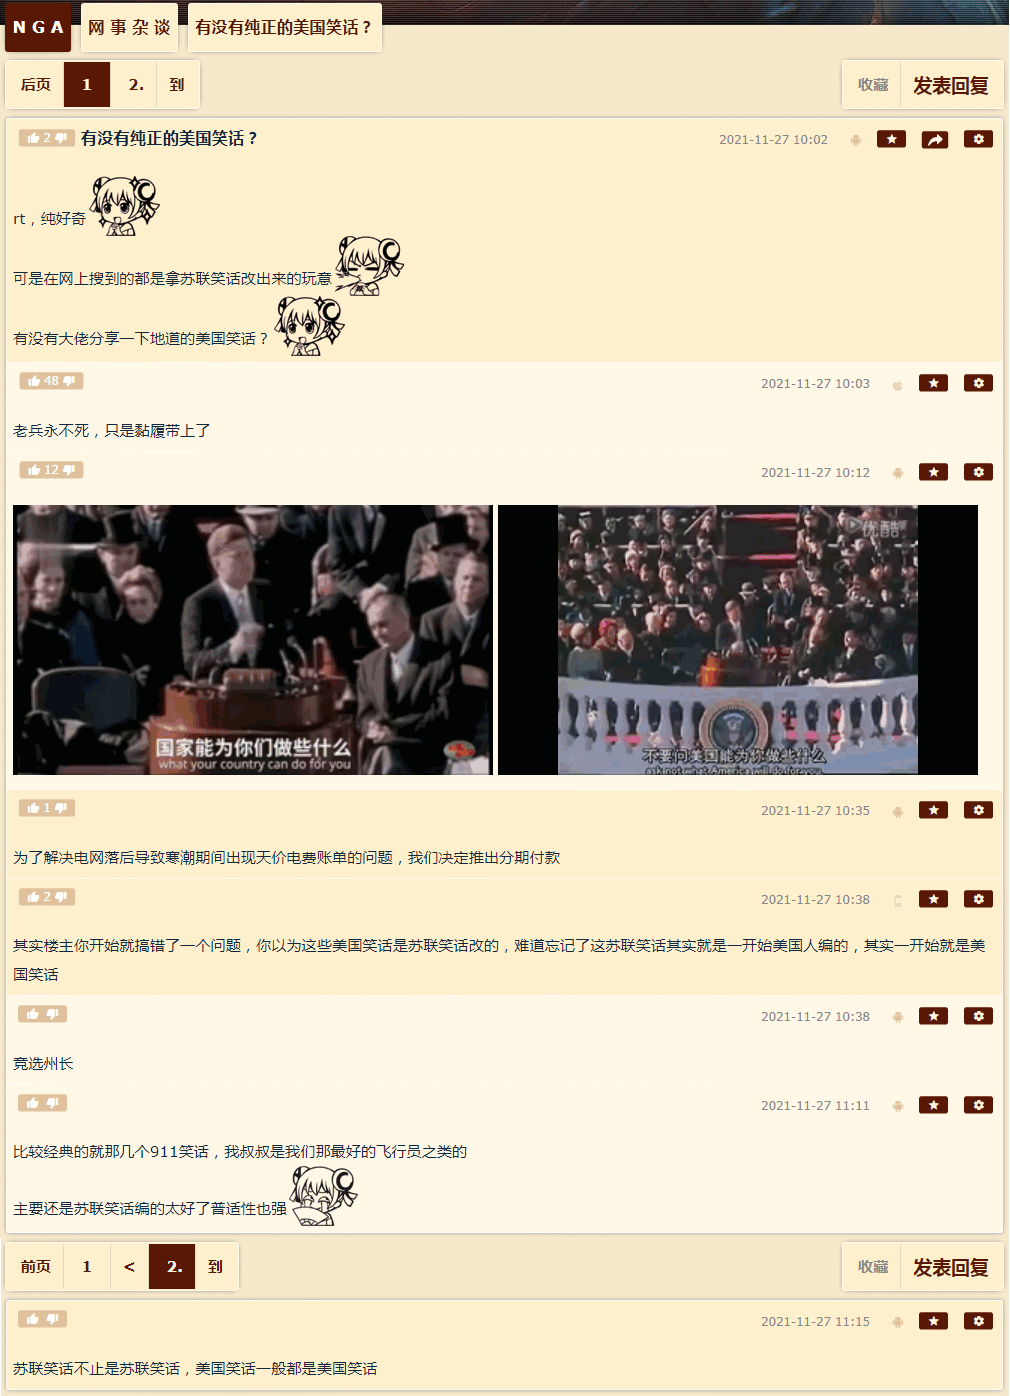 NGA 网事杂谈 有没有纯正的美国笑话？
后页 1 2. 到 收藏 发表回复
2 有没有纯正的美国笑话？ 2021-11-27 10:02
rt，纯好奇
可是在网上搜到的都是拿苏联笑话改出来的玩意
有没有大佬分享一下地道的美国笑话？
48 2021-11-27 10:03
老兵永不死，只是黏履带上了
12 2021-11-27 10:12
优酷
国家能为你们做些什么
what your country can do for you
不要问美国能为你做些什么
ask not what America will do for you
1 2021-11-27 10:35
为了解决电网落后导致寒潮期间出现天价电费账单的问题，我们决定推出分期付款
2 2021-11-27 10:38
其实楼主你开始就搞错了一个问题，你以为这些美国笑话是苏联笑话改的，难道忘记了这苏联笑话其实就是一开始美国人编的，其实一开始就是美
国笑话
2021-11-27 10:38
竞选州长
2021-11-27 11:11
比较经典的就那几个911笑话，我叔叔是我们那最好的飞行员之类的
主要还是苏联笑话编的太好了普适性也强
前页 1 < 2. 到 收藏 发表回复
2021-11-27 11:15
苏联笑话不止是苏联笑话，美国笑话一般都是美国笑话